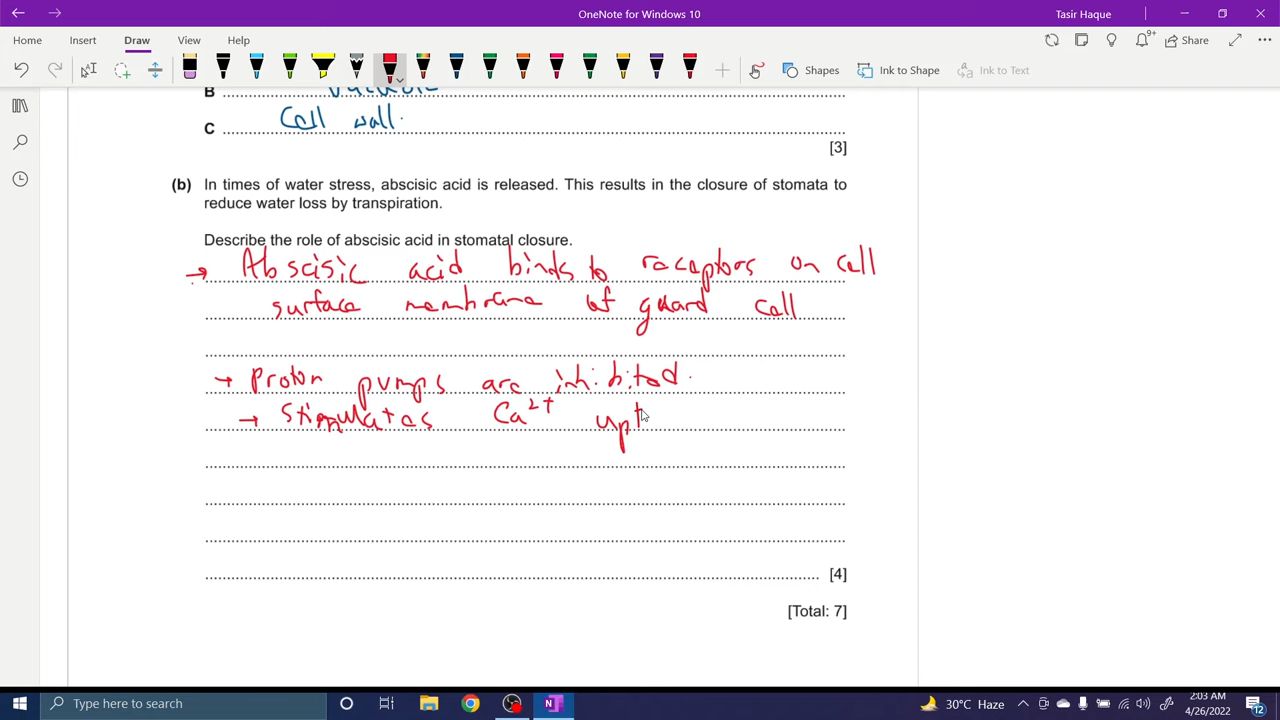 OneNote for Windows 10
Tasir Haque
Home Insert Draw View Help
9+
Share
Shapes
Ink to Shape
Ink to Text
B
C Cell wall.
[3]
(b) In times of water stress, abscisic acid is released. This results in the closure of stomata to
reduce water loss by transpiration.
Describe the role of abscisic acid in stomatal closure.
→ Abscisic acid binds to receptors on cell
surface membrane of guard cell
→ Proton pumps are inhibited.
→ Stimulates Ca²⁺ upt
[4]
[Total: 7]
Type here to search
30°C Haze
2:03 AM
4/26/2022
12